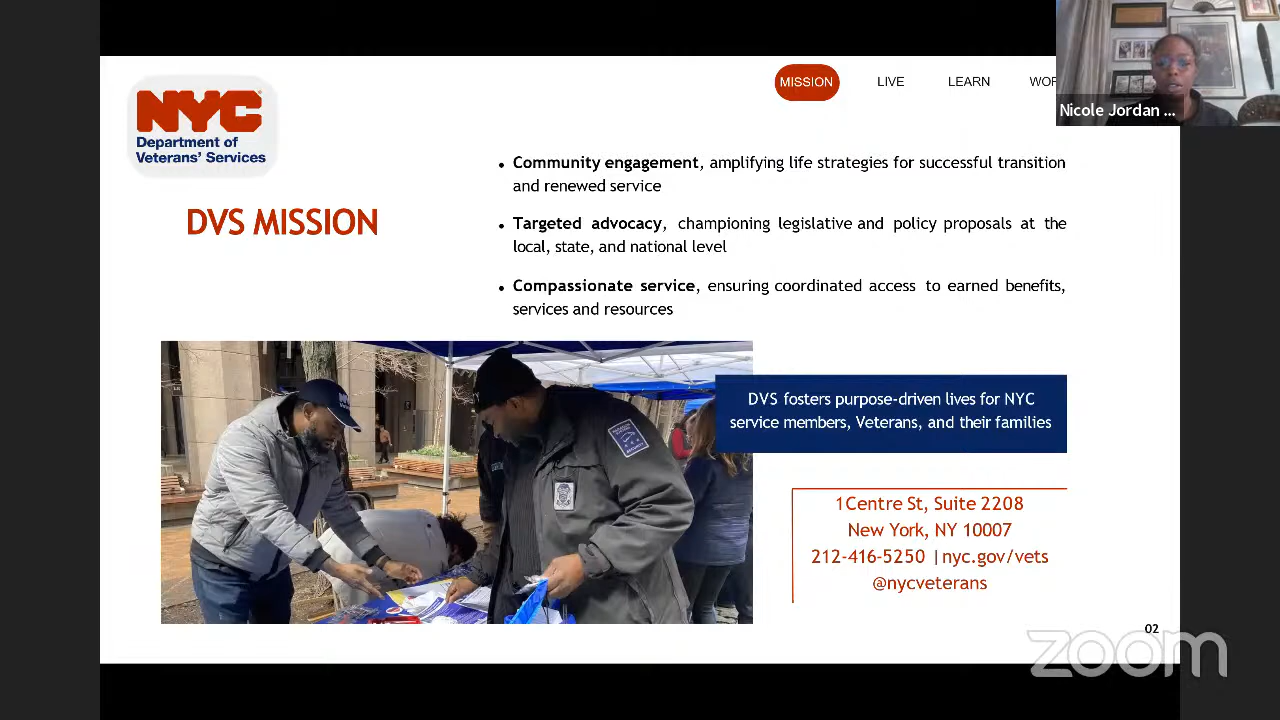 MISSION LIVE LEARN WOR
Nicole Jordan ...
NYC
Department of
Veterans' Services
DVS MISSION
• Community engagement, amplifying life strategies for successful transition
and renewed service
• Targeted advocacy, championing legislative and policy proposals at the
local, state, and national level
• Compassionate service, ensuring coordinated access to earned benefits,
services and resources
DVS fosters purpose-driven lives for NYC
service members, Veterans, and their families
1Centre St, Suite 2208
New York, NY 10007
212-416-5250 |nyc.gov/vets
@nycveterans
02
zoom